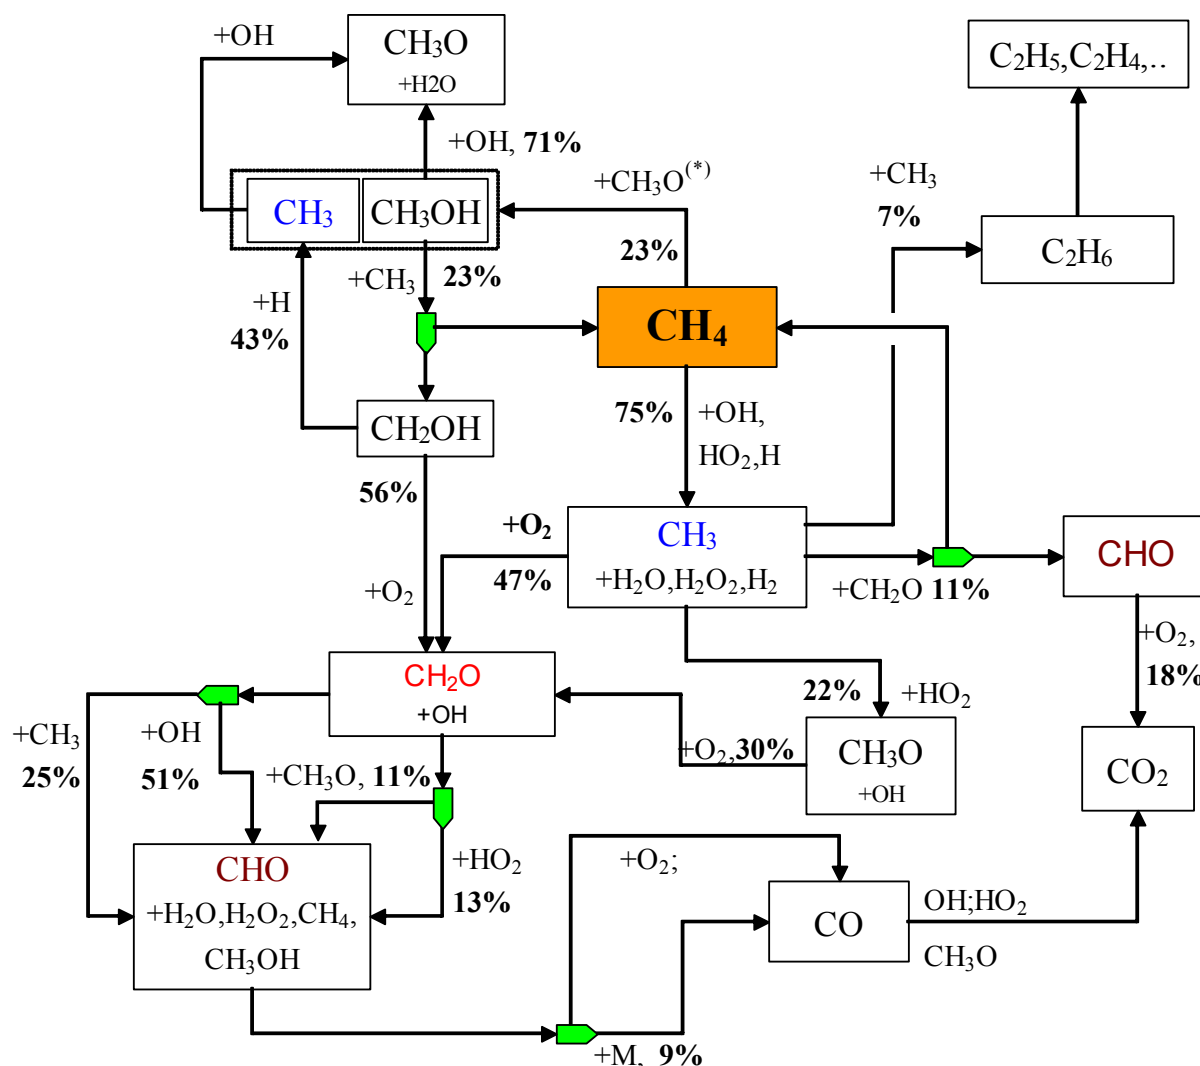 +OH
CH₃O
+H2O
C₂H₅,C₂H₄,..
+OH, 71%
+CH₃O⁽*⁾
+CH₃
7%
CH₃
CH₃OH
23%
C₂H₆
+CH₃
23%
+H
43%
CH₄
75%
+OH,
HO₂,H
CH₂OH
56%
+O₂
47%
CH₃
+H₂O,H₂O₂,H₂
CHO
+CH₂O 11%
+O₂
+O₂,
18%
CH₂O
+OH
22%
+HO₂
+CH₃
25%
+OH
51%
+CH₃O, 11%
+O₂,30%
CH₃O
+OH
CO₂
CHO
+H₂O,H₂O₂,CH₄,
CH₃OH
+HO₂
13%
+O₂;
CO
OH;HO₂
CH₃O
+M, 9%